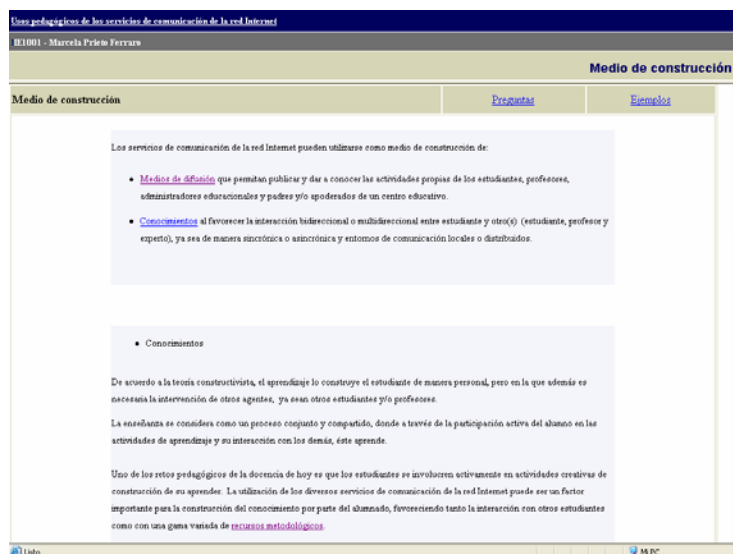 Usos pedagógicos de los servicios de comunicación de la red Internet
IE1001 - Marcela Prieto Ferraro
Medio de construcción
Medio de construcción Preguntas Ejemplos
Los servicios de comunicación de la red Internet pueden utilizarse como medio de construcción de:
• Medios de difusión que permitan publicar y dar a conocer las actividades propias de los estudiantes, profesores,
administradores educacionales y padres y/o apoderados de un centro educativo.
• Conocimientos al favorecer la interacción bidireccional o multidireccional entre estudiante y otro(s) (estudiante, profesor y
experto), ya sea de manera sincrónica o asincrónica y entornos de comunicación locales o distribuidos.
• Conocimientos
De acuerdo a la teoría constructivista, el aprendizaje lo construye el estudiante de manera personal, pero en la que además es
necesaria la intervención de otros agentes, ya sean otros estudiantes y/o profesores.
La enseñanza se considera como un proceso conjunto y compartido, donde a través de la participación activa del alumno en las
actividades de aprendizaje y su interacción con los demás, éste aprende.
Uno de los retos pedagógicos de la docencia de hoy es que los estudiantes se involucren activamente en actividades creativas de
construcción de su aprender. La utilización de los diversos servicios de comunicación de la red Internet puede ser un factor
importante para la construcción del conocimiento por parte del alumnado, favoreciendo tanto la interacción con otros estudiantes
como con una gama variada de recursos metodológicos.
Listo Mi PC